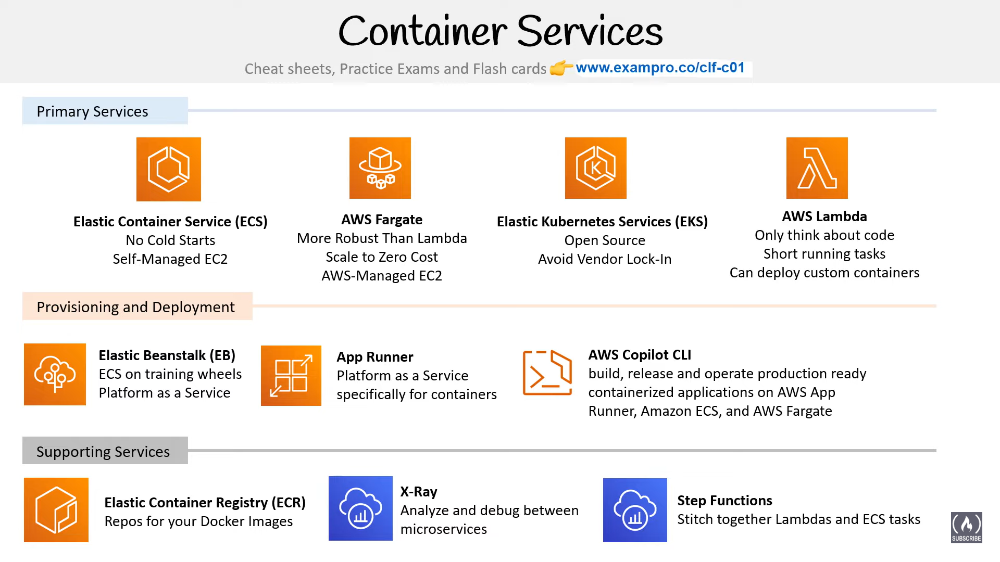 Container Services
Cheat sheets, Practice Exams and Flash cards 👉 www.exampro.co/clf-c01
Primary Services
K
Elastic Container Service (ECS)
No Cold Starts
Self-Managed EC2
AWS Fargate
More Robust Than Lambda
Scale to Zero Cost
AWS-Managed EC2
Elastic Kubernetes Services (EKS)
Open Source
Avoid Vendor Lock-In
AWS Lambda
Only think about code
Short running tasks
Can deploy custom containers
Provisioning and Deployment
Elastic Beanstalk (EB)
ECS on training wheels
Platform as a Service
App Runner
Platform as a Service
specifically for containers
AWS Copilot CLI
build, release and operate production ready
containerized applications on AWS App
Runner, Amazon ECS, and AWS Fargate
Supporting Services
Elastic Container Registry (ECR)
Repos for your Docker Images
X-Ray
Analyze and debug between
microservices
Step Functions
Stitch together Lambdas and ECS tasks
SUBSCRIBE